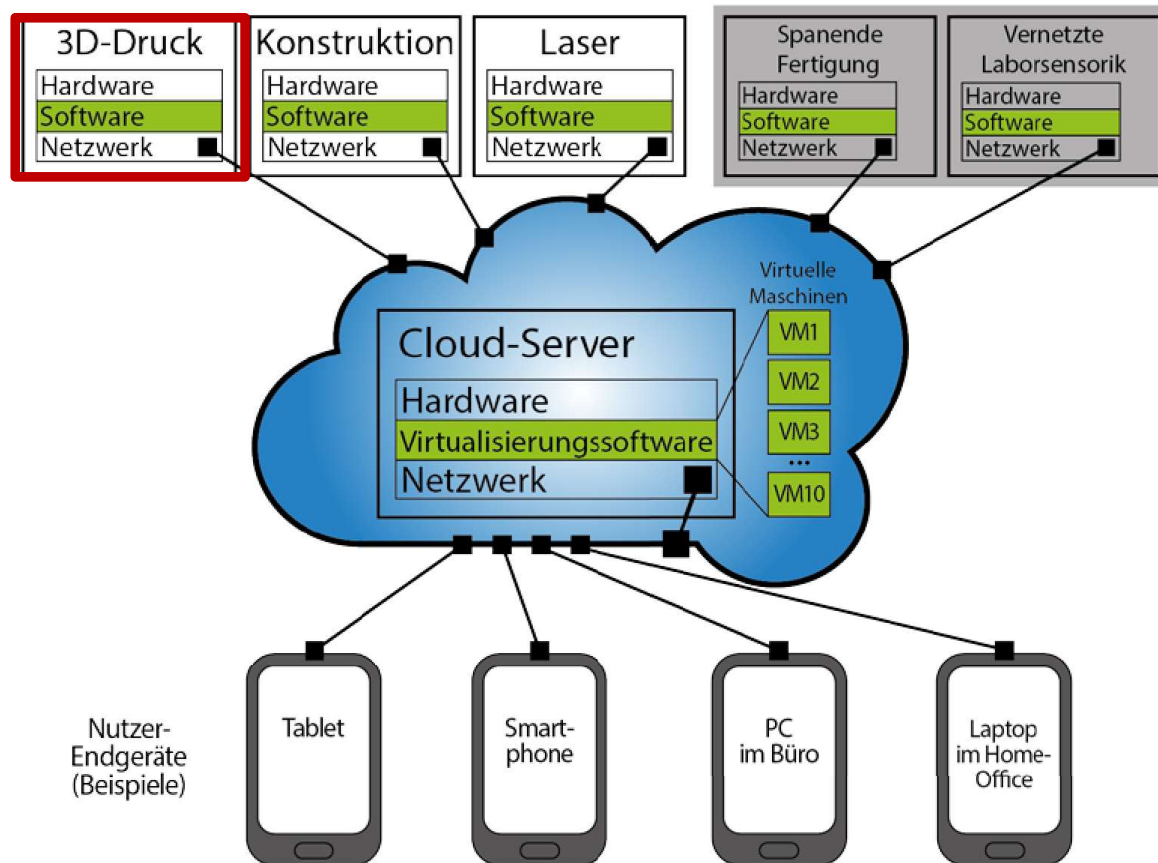 3D-Druck
Hardware
Software
Netzwerk
Konstruktion
Hardware
Software
Netzwerk
Laser
Hardware
Software
Netzwerk
Spanende
Fertigung
Hardware
Software
Netzwerk
Vernetzte
Laborsensorik
Hardware
Software
Netzwerk
Virtuelle
Maschinen
VM1
VM2
VM3
...
VM10
Cloud-Server
Hardware
Virtualisierungssoftware
Netzwerk
Nutzer-
Endgeräte
(Beispiele)
Tablet
Smart-
phone
PC
im Büro
Laptop
im Home-
Office